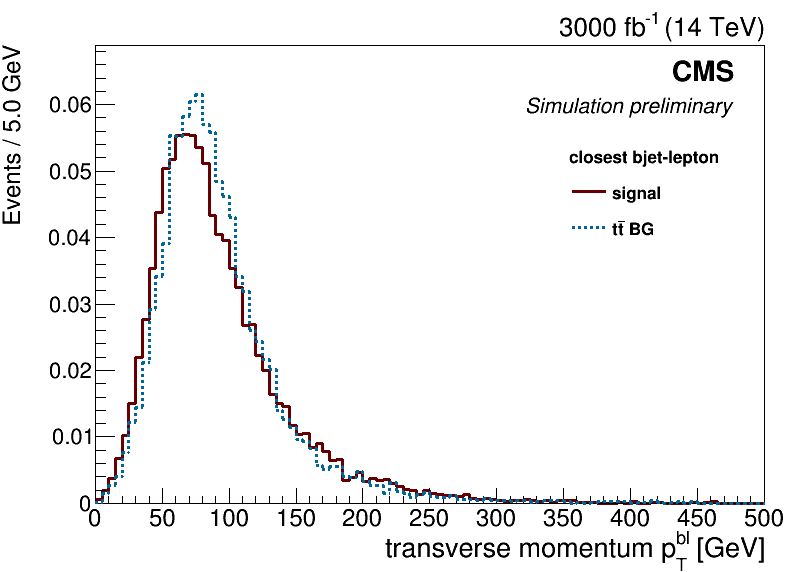 3000 fb-1 (14 TeV)
Events / 5.0 GeV
CMS
Simulation preliminary
closest bjet-lepton
signal
tt̄ BG
0.06
0.05
0.04
0.03
0.02
0.01
0
0 50 100 150 200 250 300 350 400 450 500
transverse momentum pTbl [GeV]